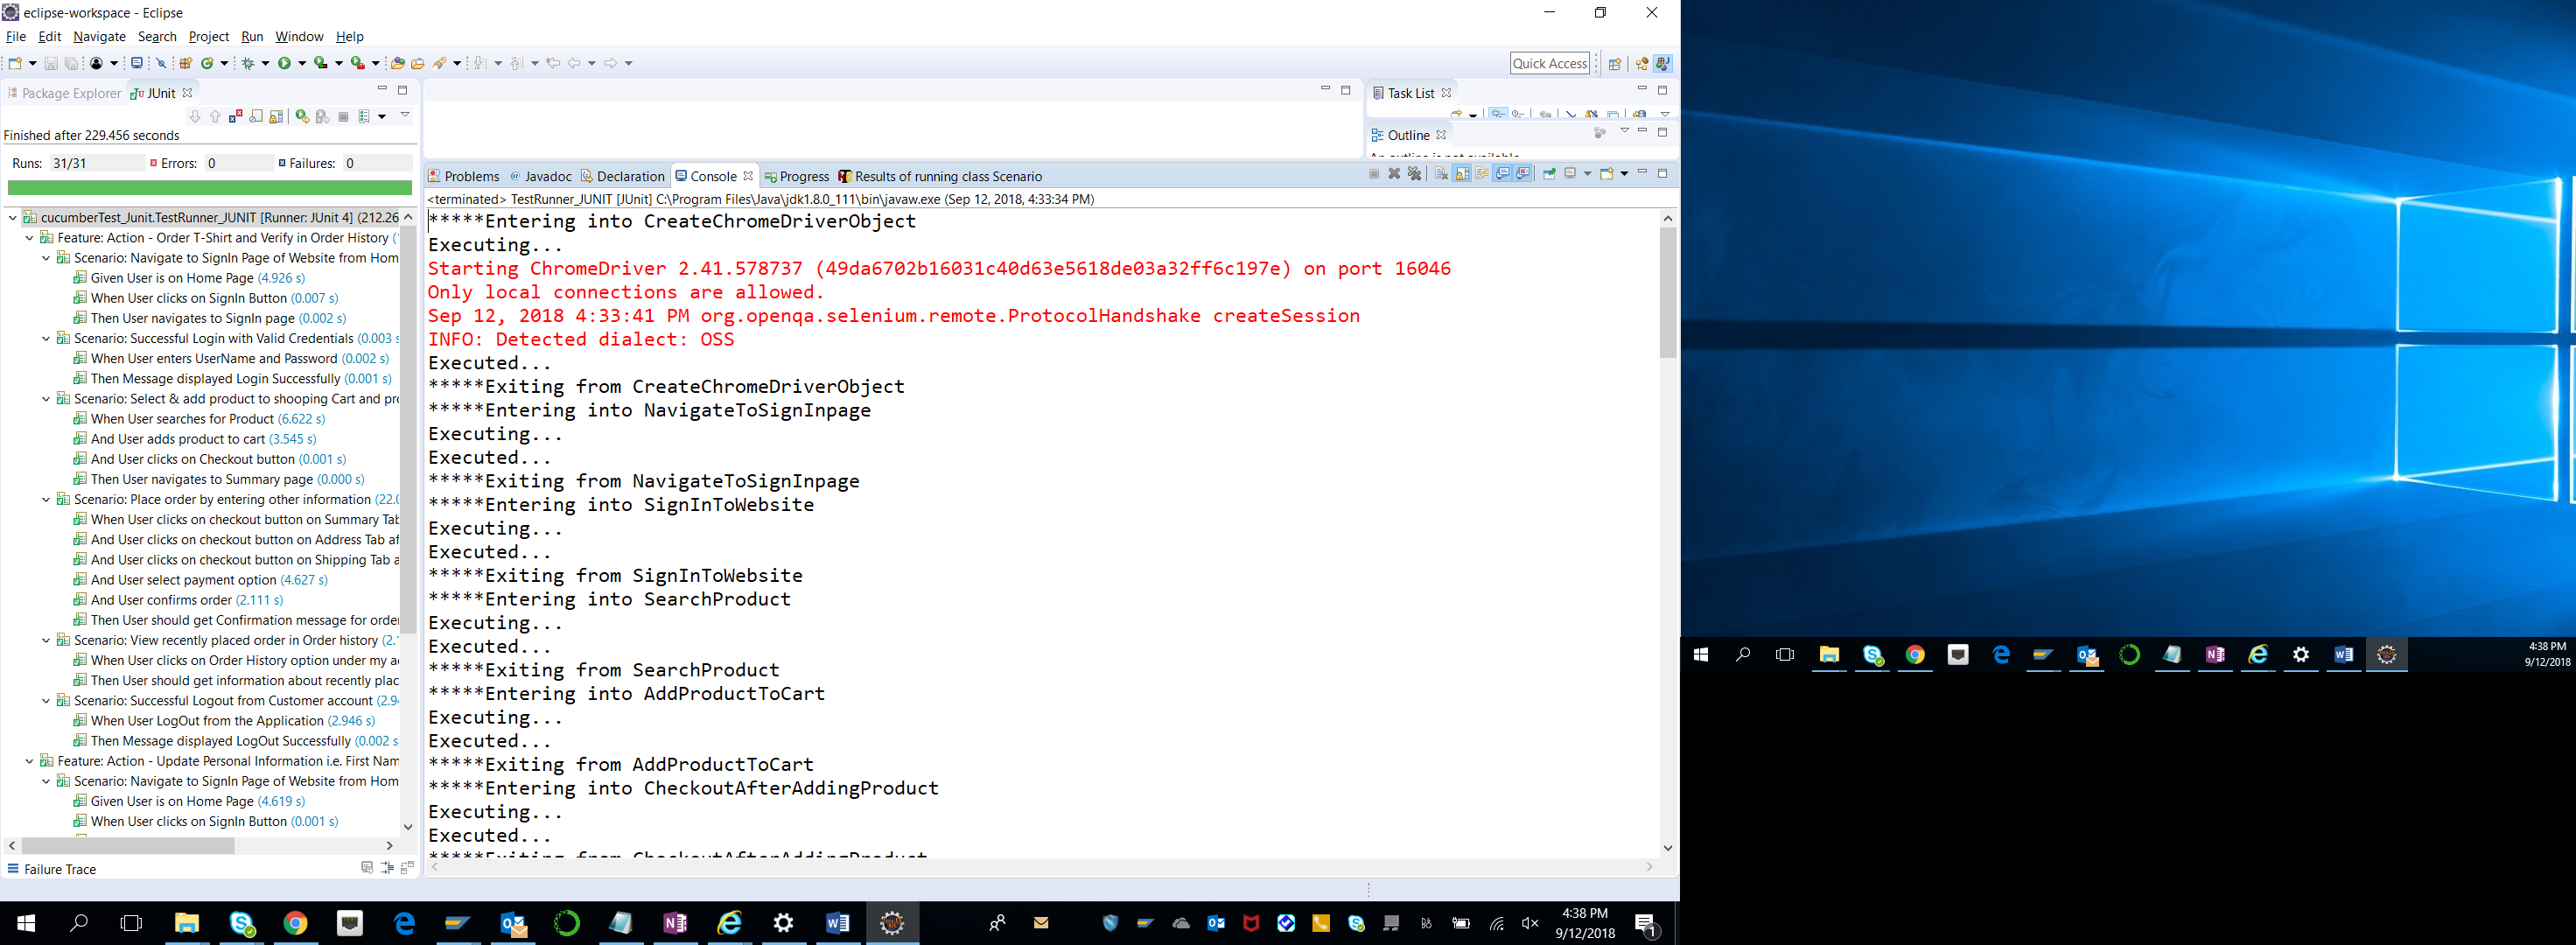 eclipse-workspace - Eclipse
File Edit Navigate Search Project Run Window Help
Quick Access
Package Explorer JUnit
Finished after 229.456 seconds
Runs: 31/31 Errors: 0 Failures: 0
cucumberTest_Junit.TestRunner_JUNIT [Runner: JUnit 4] (212.26
Feature: Action - Order T-Shirt and Verify in Order History (
Scenario: Navigate to SignIn Page of Website from Hom
Given User is on Home Page (4.926 s)
When User clicks on SignIn Button (0.007 s)
Then User navigates to SignIn page (0.002 s)
Scenario: Successful Login with Valid Credentials (0.003 s
When User enters UserName and Password (0.002 s)
Then Message displayed Login Successfully (0.001 s)
Scenario: Select & add product to shooping Cart and pro
When User searches for Product (6.622 s)
And User adds product to cart (3.545 s)
And User clicks on Checkout button (0.001 s)
Then User navigates to Summary page (0.000 s)
Scenario: Place order by entering other information (22.0
When User clicks on checkout button on Summary Tab
And User clicks on checkout button on Address Tab af
And User clicks on checkout button on Shipping Tab a
And User select payment option (4.627 s)
And User confirms order (2.111 s)
Then User should get Confirmation message for orde
Scenario: View recently placed order in Order history (2.1
When User clicks on Order History option under my a
Then User should get information about recently plac
Scenario: Successful Logout from Customer account (2.94
When User LogOut from the Application (2.946 s)
Then Message displayed LogOut Successfully (0.002 s
Feature: Action - Update Personal Information i.e. First Nam
Scenario: Navigate to SignIn Page of Website from Hom
Given User is on Home Page (4.619 s)
When User clicks on SignIn Button (0.001 s)
Failure Trace
Task List
Outline
Problems Javadoc Declaration Console Progress Results of running class Scenario
<terminated> TestRunner_JUNIT [JUnit] C:\Program Files\Java\jdk1.8.0_111\bin\javaw.exe (Sep 12, 2018, 4:33:34 PM)
*****Entering into CreateChromeDriverObject
Executing...
Starting ChromeDriver 2.41.578737 (49da6702b16031c40d63e5618de03a32ff6c197e) on port 16046
Only local connections are allowed.
Sep 12, 2018 4:33:41 PM org.openqa.selenium.remote.ProtocolHandshake createSession
INFO: Detected dialect: OSS
Executed...
*****Exiting from CreateChromeDriverObject
*****Entering into NavigateToSignInpage
Executing...
Executed...
*****Exiting from NavigateToSignInpage
*****Entering into SignInToWebsite
Executing...
Executed...
*****Exiting from SignInToWebsite
*****Entering into SearchProduct
Executing...
Executed...
*****Exiting from SearchProduct
*****Entering into AddProductToCart
Executing...
Executed...
*****Exiting from AddProductToCart
*****Entering into CheckoutAfterAddingProduct
Executing...
Executed...
*****Exiting from CheckoutAfterAddingProduct
4:38 PM
9/12/2018
1
4:38 PM
9/12/2018